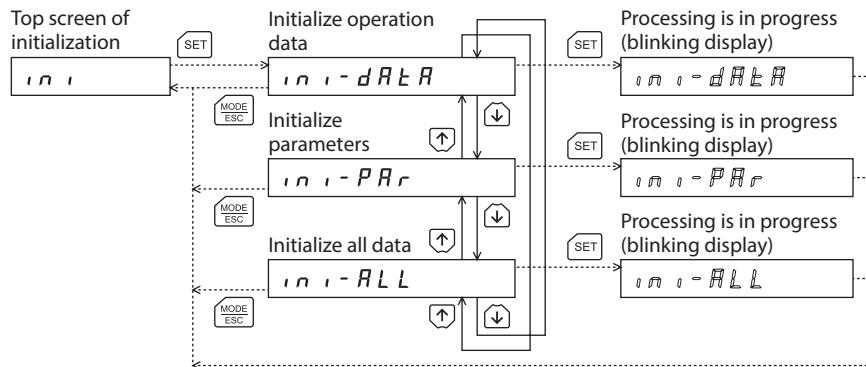 Top screen of
initialization
SET
ini
Initialize operation
data
ini-dAtA
SET
Processing is in progress
(blinking display)
ini-dAtA
MODE
ESC
Initialize
parameters
ini-PAr
SET
Processing is in progress
(blinking display)
ini-PAr
MODE
ESC
Initialize all data
ini-ALL
SET
Processing is in progress
(blinking display)
ini-ALL
MODE
ESC